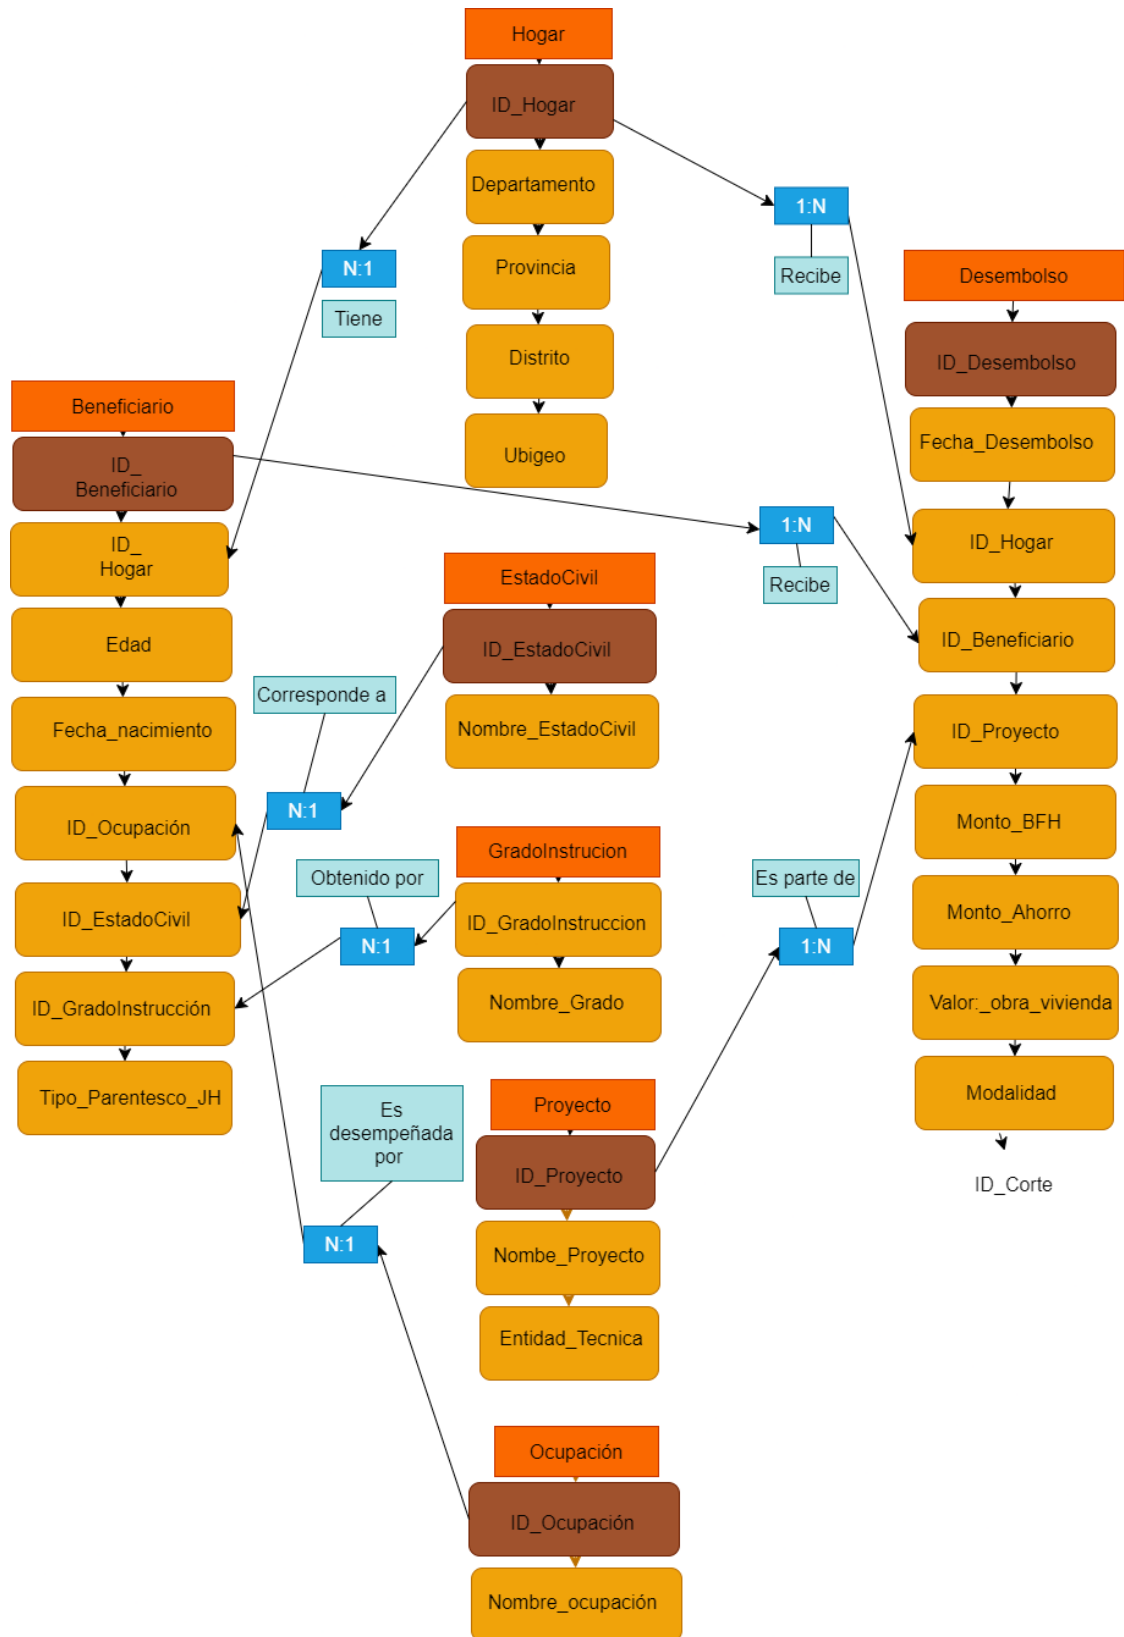 Hogar
ID_Hogar
Departamento
Provincia
Distrito
Ubigeo
N:1
Tiene
1:N
Recibe
Desembolso
ID_Desembolso
Fecha_Desembolso
ID_Hogar
ID_Beneficiario
ID_Proyecto
Monto_BFH
Monto_Ahorro
Valor:_obra_vivienda
Modalidad
ID_Corte
Beneficiario
ID_
Beneficiario
ID_
Hogar
Edad
Fecha_nacimiento
ID_Ocupación
ID_EstadoCivil
ID_GradoInstrucción
Tipo_Parentesco_JH
1:N
Recibe
EstadoCivil
ID_EstadoCivil
Nombre_EstadoCivil
Corresponde a
N:1
GradoInstrucion
ID_GradoInstruccion
Nombre_Grado
Obtenido por
N:1
Es parte de
1:N
Proyecto
ID_Proyecto
Nombe_Proyecto
Entidad_Tecnica
Es
desempeñada
por
N:1
Ocupación
ID_Ocupación
Nombre_ocupación